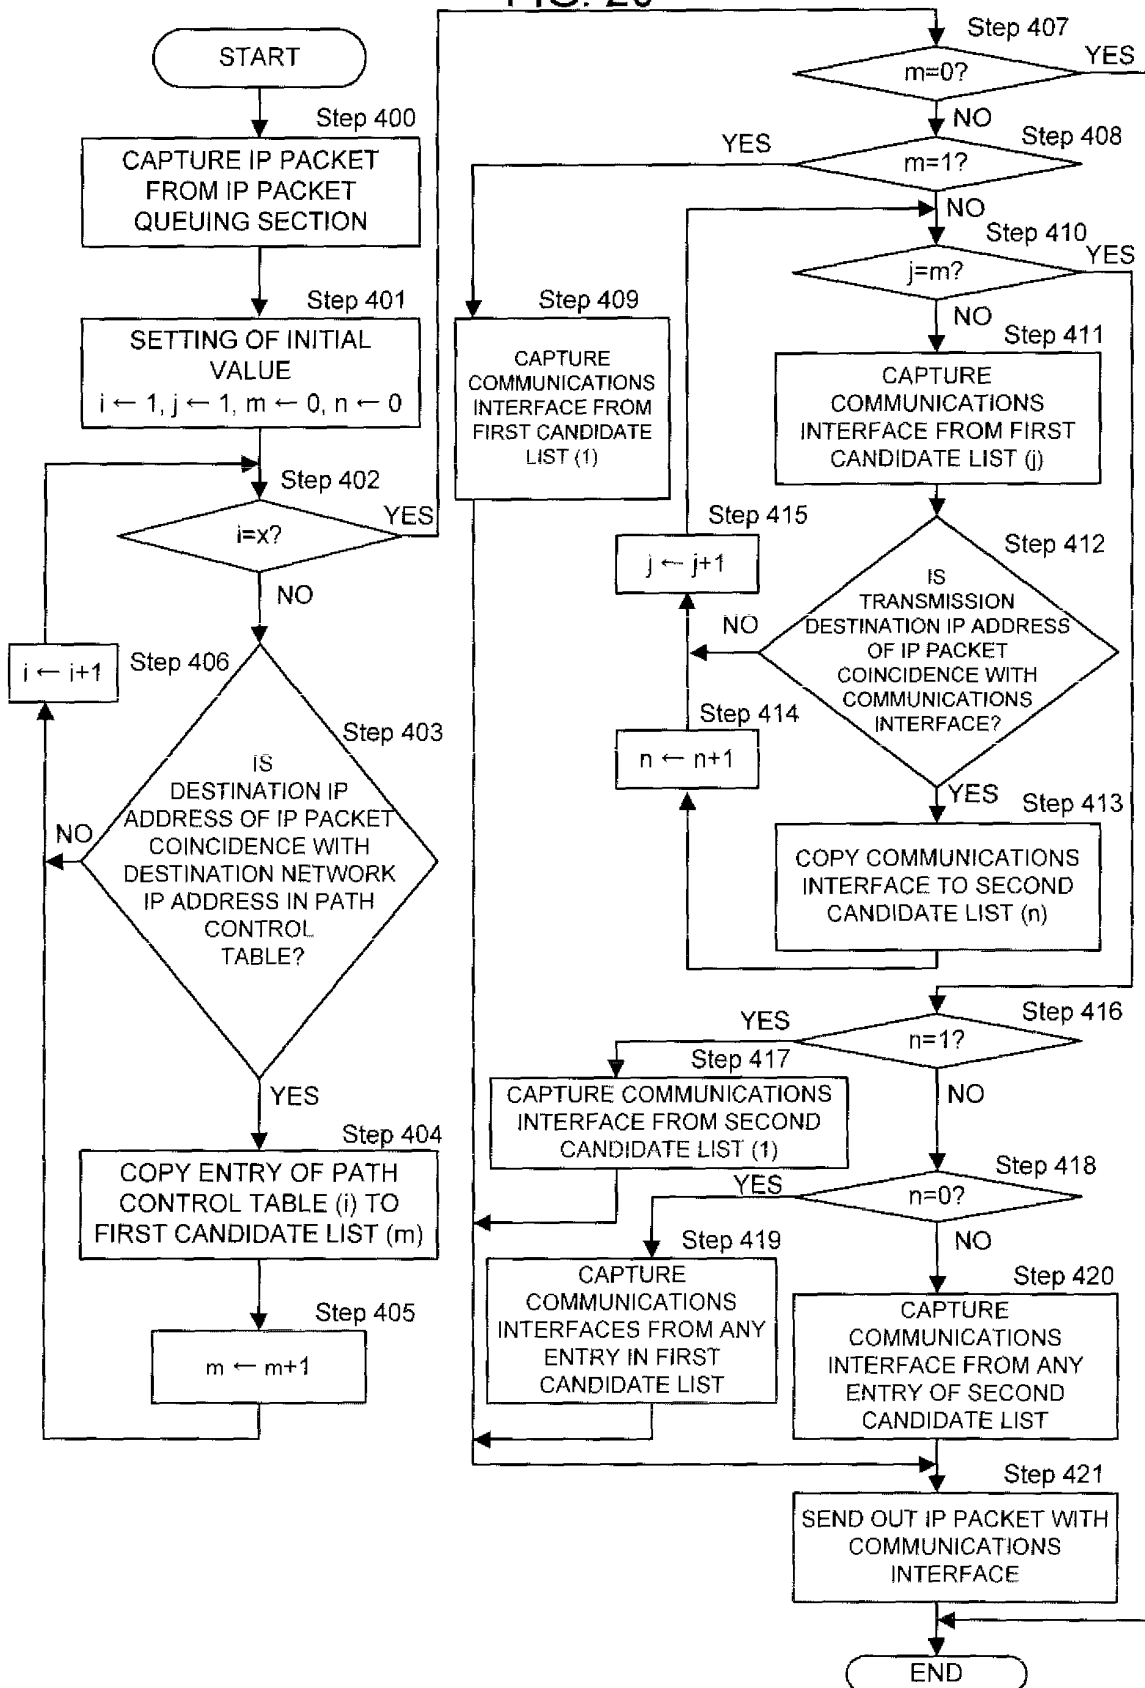 START
Step 400
CAPTURE IP PACKET
FROM IP PACKET
QUEUING SECTION
Step 401
SETTING OF INITIAL
VALUE
i ← 1, j ← 1, m ← 0, n ← 0
Step 402
i=x?
YES
NO
i ← i+1
Step 406
Step 403
IS
DESTINATION IP
ADDRESS OF IP PACKET
COINCIDENCE WITH
DESTINATION NETWORK
IP ADDRESS IN PATH
CONTROL
TABLE?
NO
YES
Step 404
COPY ENTRY OF PATH
CONTROL TABLE (i) TO
FIRST CANDIDATE LIST (m)
Step 405
m ← m+1
Step 407
m=0?
YES
NO
Step 408
m=1?
YES
NO
Step 409
CAPTURE
COMMUNICATIONS
INTERFACE FROM
FIRST CANDIDATE
LIST (1)
Step 410
j=m?
YES
NO
Step 411
CAPTURE
COMMUNICATIONS
INTERFACE FROM FIRST
CANDIDATE LIST (j)
Step 412
IS
TRANSMISSION
DESTINATION IP ADDRESS
OF IP PACKET
COINCIDENCE WITH
COMMUNICATIONS
INTERFACE?
NO
YES
Step 415
j ← j+1
Step 414
n ← n+1
Step 413
COPY COMMUNICATIONS
INTERFACE TO SECOND
CANDIDATE LIST (n)
Step 416
n=1?
YES
NO
Step 417
CAPTURE COMMUNICATIONS
INTERFACE FROM SECOND
CANDIDATE LIST (1)
Step 418
n=0?
YES
NO
Step 419
CAPTURE
COMMUNICATIONS
INTERFACES FROM ANY
ENTRY IN FIRST
CANDIDATE LIST
Step 420
CAPTURE
COMMUNICATIONS
INTERFACE FROM ANY
ENTRY OF SECOND
CANDIDATE LIST
Step 421
SEND OUT IP PACKET WITH
COMMUNICATIONS
INTERFACE
END